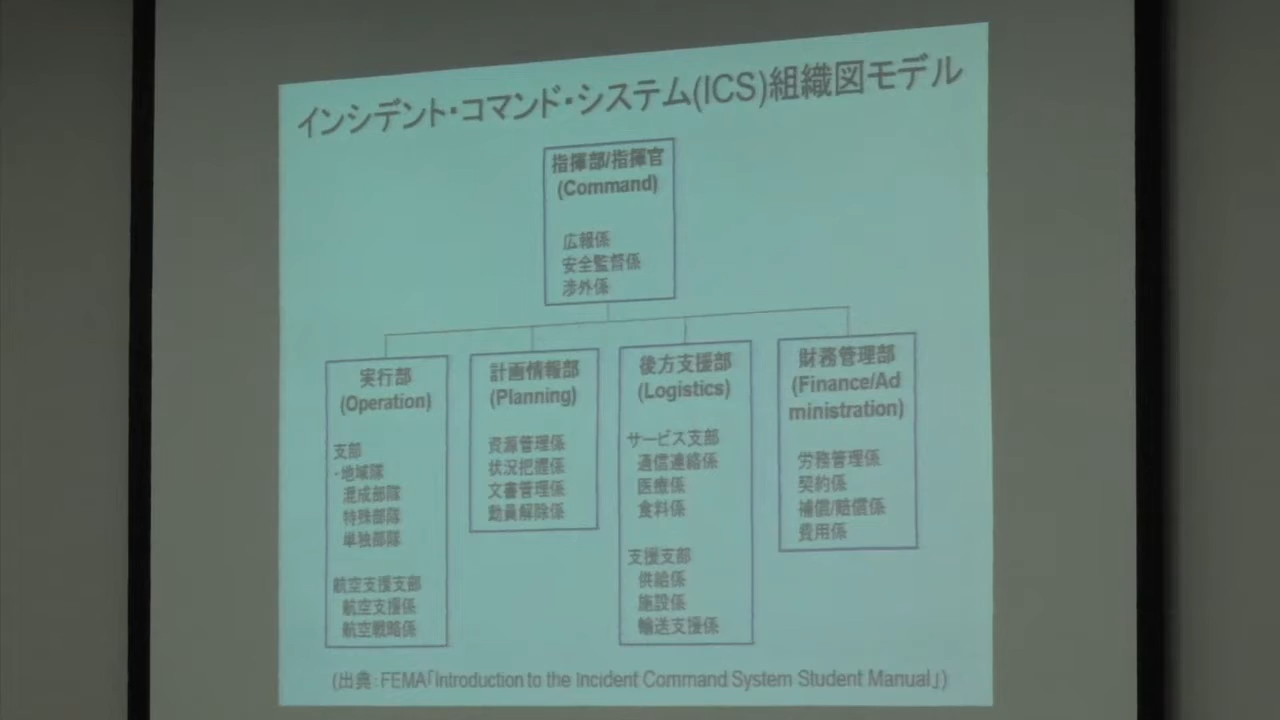 インシデント・コマンド・システム(ICS)組織図モデル
指揮部/指揮官
(Command)
広報係
安全監督係
渉外係
実行部
(Operation)
支部
-地域隊
混成部隊
特殊部隊
単独部隊
航空支援支部
航空支援係
航空戦略係
計画情報部
(Planning)
資源管理係
状況把握係
文書管理係
動員解除係
後方支援部
(Logistics)
サービス支部
通信連絡係
医療係
食料係
支援支部
供給係
施設係
輸送支援係
財務管理部
(Finance/Ad
ministration)
労務管理係
契約係
補償/賠償係
費用係
(出典:FEMA「Introduction to the Incident Command System Student Manual」)